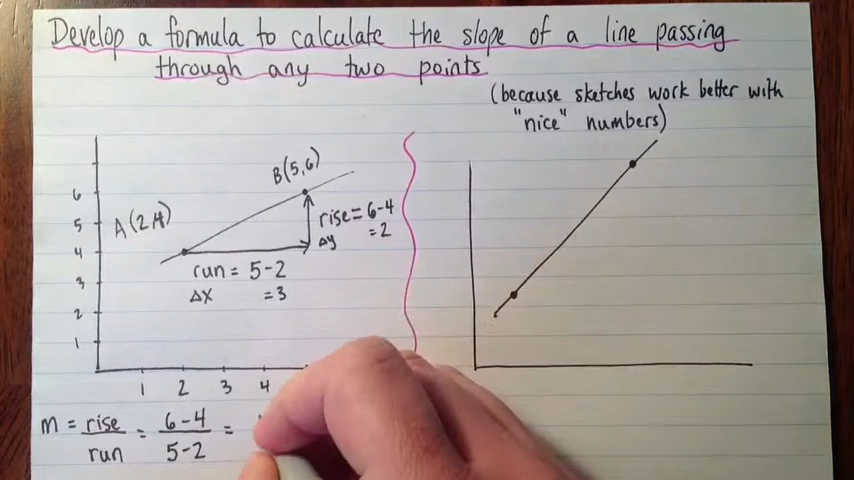 Develop a formula to calculate the slope of a line passing
through any two points
(because sketches work better with
"nice" numbers)
B(5,6)
A(2,4)
6
5
4
3
2
1
rise = 6-4
Δy = 2
run = 5-2
Δx = 3
1 2 3 4
m = rise/run = 6-4/5-2 =